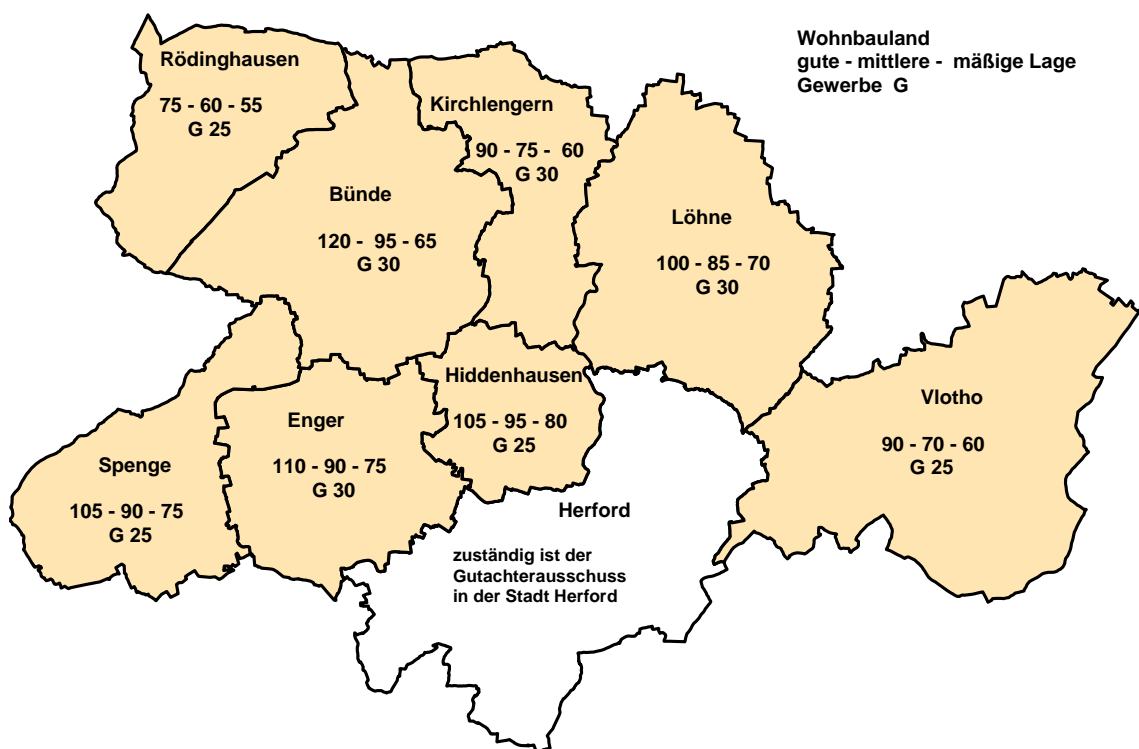 Wohnbauland
gute - mittlere - mäßige Lage
Gewerbe G
Rödinghausen
75 - 60 - 55
G 25
Kirchlengern
90 - 75 - 60
G 30
Bünde
120 - 95 - 65
G 30
Löhne
100 - 85 - 70
G 30
Hiddenhausen
105 - 95 - 80
G 25
Vlotho
90 - 70 - 60
G 25
Enger
110 - 90 - 75
G 30
Spenge
105 - 90 - 75
G 25
Herford
zuständig ist der
Gutachterausschuss
in der Stadt Herford